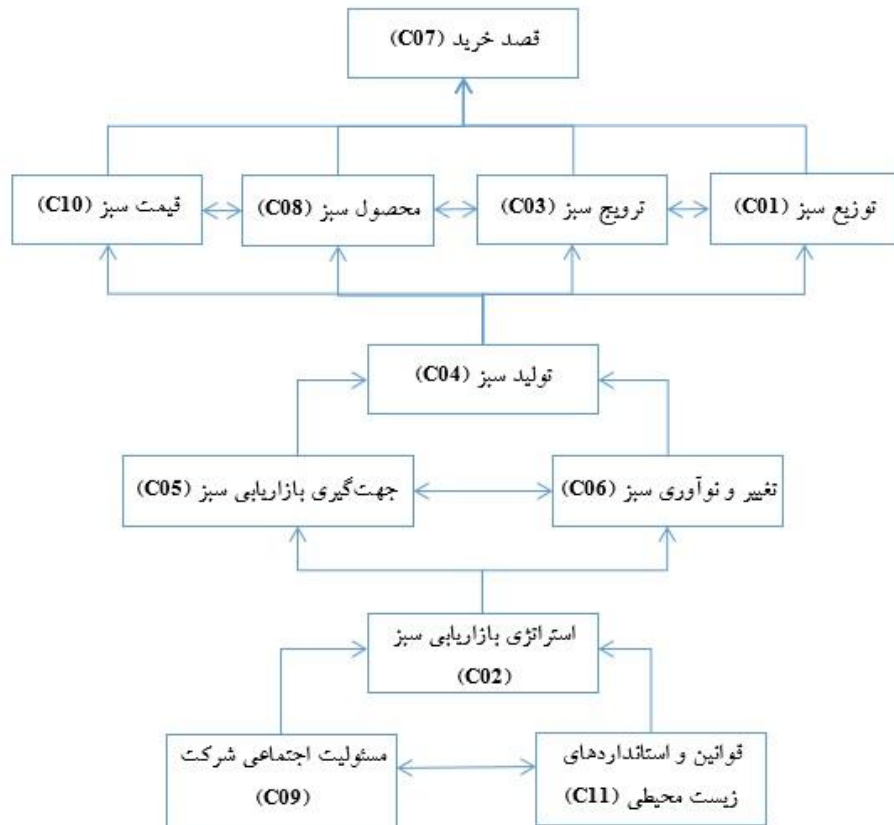 قصد خرید (C07)
توزیع سبز (C01)
ترویج سبز (C03)
محصول سبز (C08)
قیمت سبز (C10)
تولید سبز (C04)
تغییر و نوآوری سبز (C06)
جهت‌گیری بازاریابی سبز (C05)
استراتژی بازاریابی سبز
(C02)
قوانین و استانداردهای
زیست محیطی (C11)
مسئولیت اجتماعی شرکت
(C09)